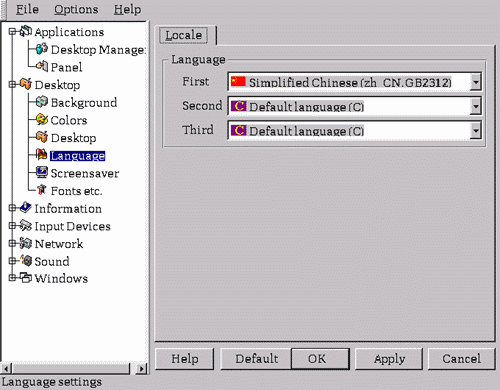 File Options Help
Applications
Desktop Manage
Panel
Desktop
Background
Colors
Desktop
Language
Screensaver
Fonts etc.
Information
Input Devices
Network
Sound
Windows
Locale
Language
First Simplified Chinese (zh_CN.GB2312)
Second Default language (C)
Third Default language (C)
Help Default OK Apply Cancel
Language settings